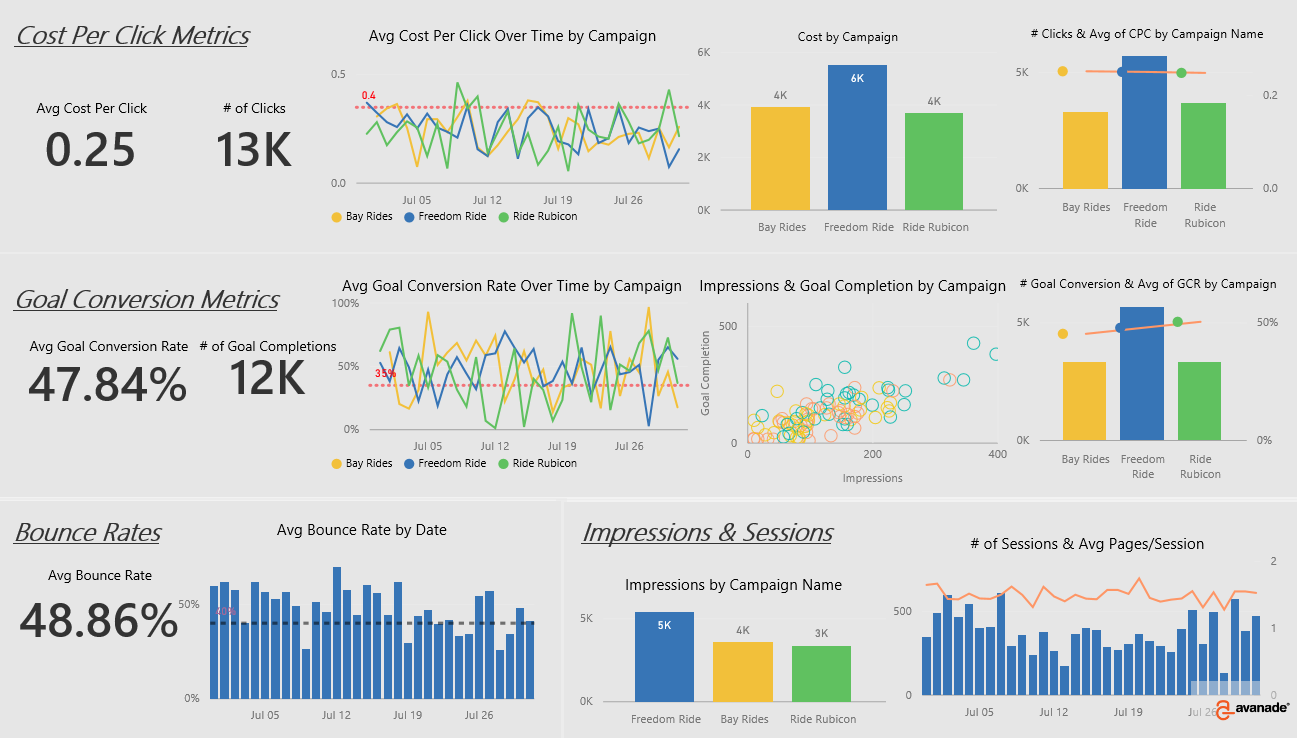 Cost Per Click Metrics
Avg Cost Per Click
0.25
# of Clicks
13K
Avg Cost Per Click Over Time by Campaign
0.5
0.4
0.0
Jul 05 Jul 12 Jul 19 Jul 26
Bay Rides Freedom Ride Ride Rubicon
Cost by Campaign
6K
4K
2K
0K
4K 6K 4K
Bay Rides Freedom Ride Ride Rubicon
# Clicks & Avg of CPC by Campaign Name
5K
0K
0.2
0.0
Bay Rides Freedom Ride Ride Rubicon
Goal Conversion Metrics
Avg Goal Conversion Rate
47.84%
# of Goal Completions
12K
Avg Goal Conversion Rate Over Time by Campaign
100%
50%
35%
0%
Jul 05 Jul 12 Jul 19 Jul 26
Bay Rides Freedom Ride Ride Rubicon
Impressions & Goal Completion by Campaign
Goal Completion
500
0
0 200 400
Impressions
# Goal Conversion & Avg of GCR by Campaign
5K
0K
50%
0%
Bay Rides Freedom Ride Ride Rubicon
Bounce Rates
Avg Bounce Rate
48.86%
Avg Bounce Rate by Date
50%
0%
Jul 05 Jul 12 Jul 19 Jul 26
Impressions & Sessions
Impressions by Campaign Name
5K
0K
5K 4K 3K
Freedom Ride Bay Rides Ride Rubicon
# of Sessions & Avg Pages/Session
500
0
2
1
0
Jul 05 Jul 12 Jul 19 Jul 26
avanade